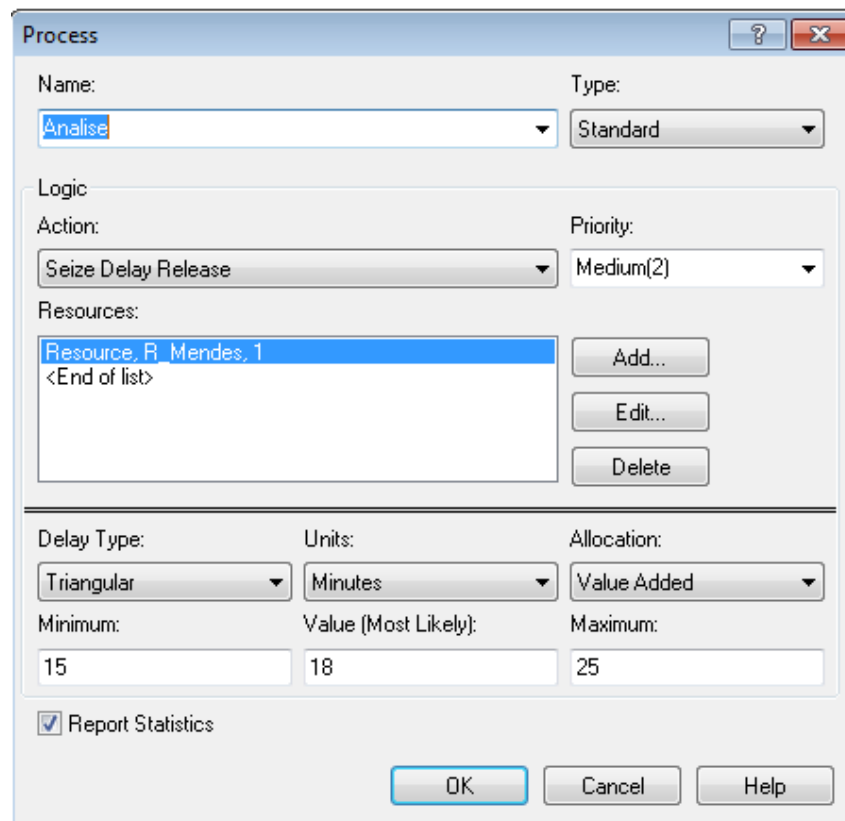 Process
Name: Type:
Analise Standard
Logic
Action: Priority:
Seize Delay Release Medium(2)
Resources:
Resource, R_Mendes, 1
<End of list>
Add...
Edit...
Delete
Delay Type: Units: Allocation:
Triangular Minutes Value Added
Minimum: Value (Most Likely): Maximum:
15 18 25
Report Statistics
OK Cancel Help